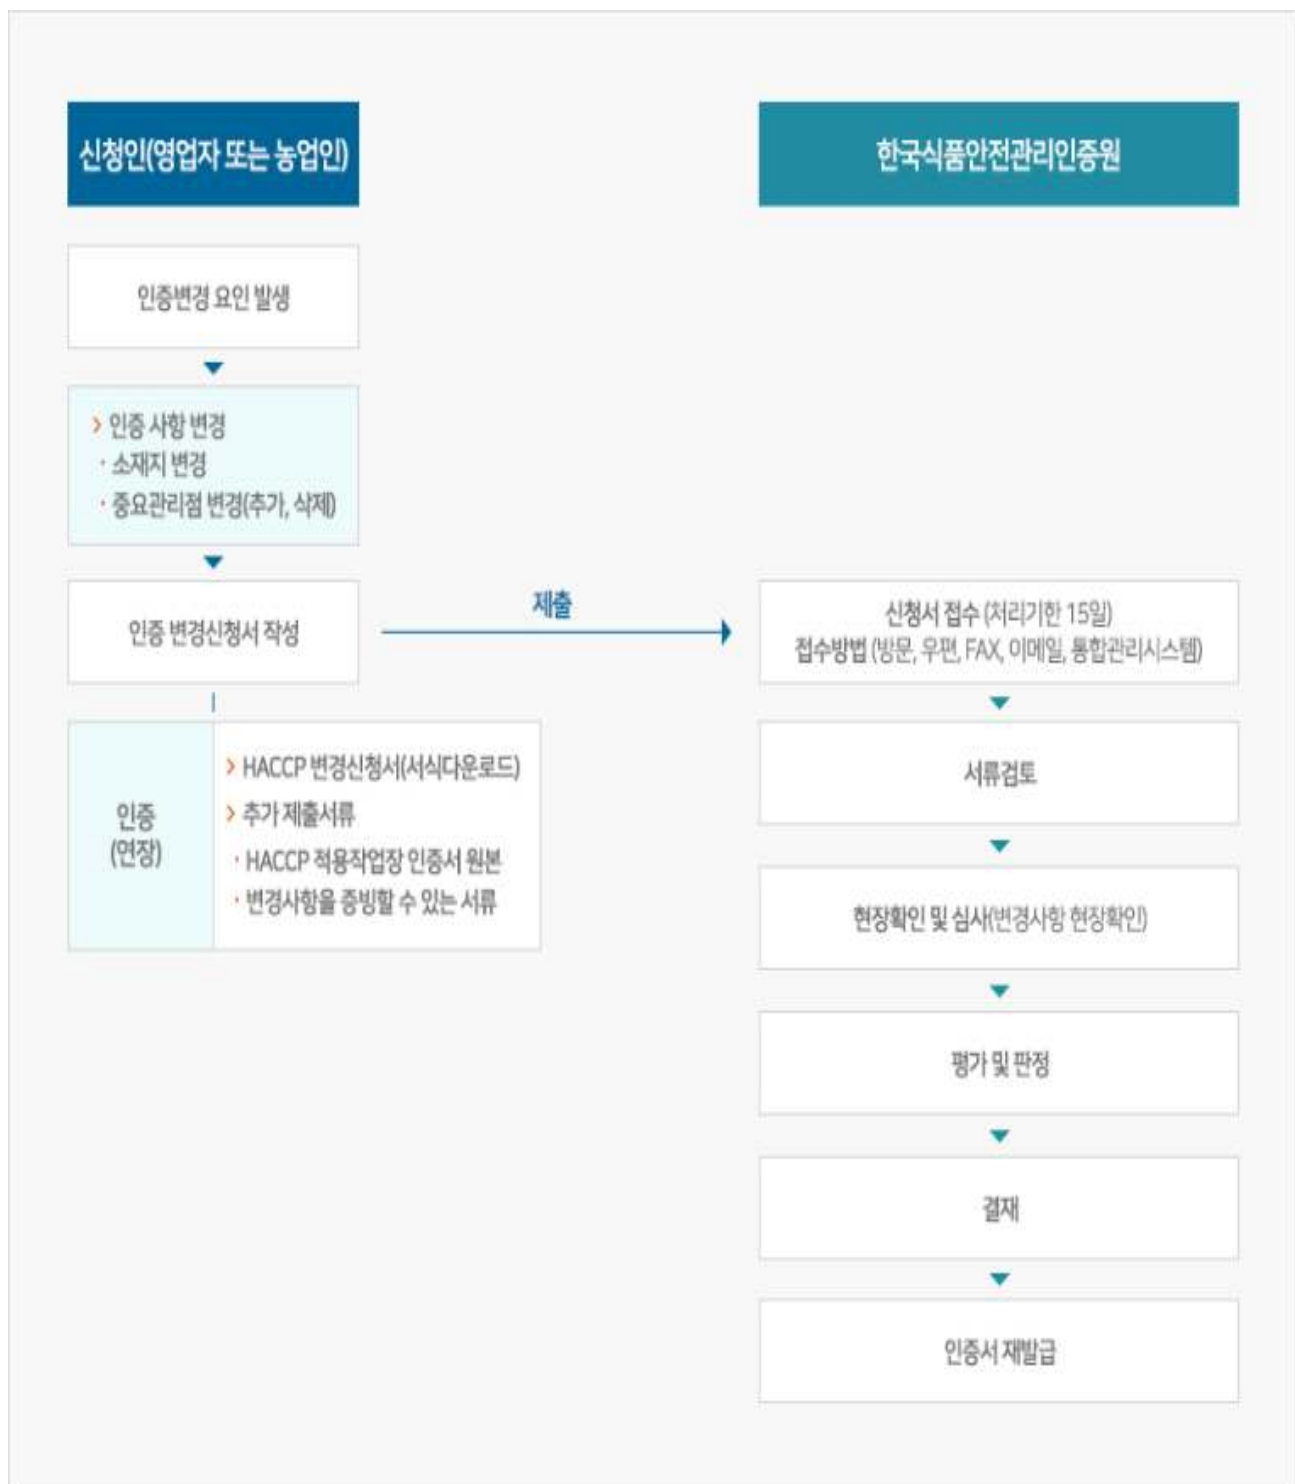 신청인(영업자 또는 농업인)
인증변경 요인 발생
› 인증 사항 변경
· 소재지 변경
· 중요관리점 변경(추가, 삭제)
인증 변경신청서 작성
인증
(연장)
› HACCP 변경신청서(서식다운로드)
› 추가 제출서류
· HACCP 적용작업장 인증서 원본
· 변경사항을 증빙할 수 있는 서류
제출
한국식품안전관리인증원
신청서 접수 (처리기한 15일)
접수방법 (방문, 우편, FAX, 이메일, 통합관리시스템)
서류검토
현장확인 및 심사(변경사항 현장확인)
평가 및 판정
결재
인증서 재발급